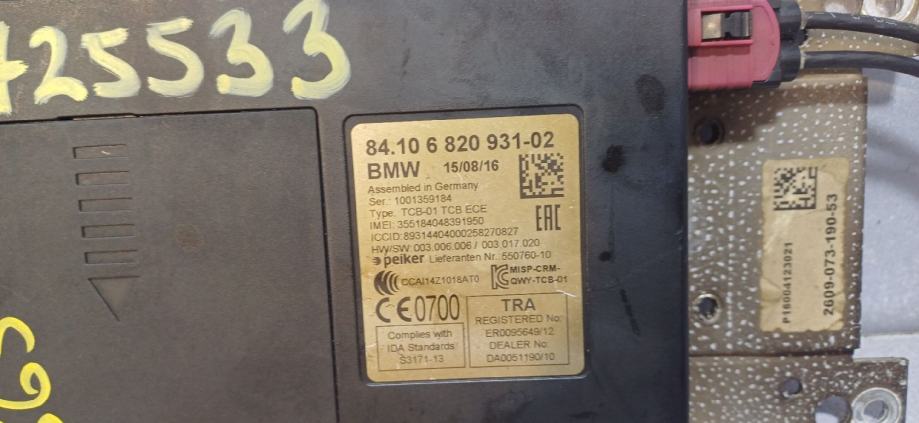 725533
84.10 6 820 931-02
BMW 15/08/16
Assembled in Germany
Ser.: 1001359184
Type: TCB-01 TCB ECE
IMEI: 355184048391950
ICCID: 89314404000258270827
HW/SW: 003.006.006 / 003.017.020
peiker Lieferanten Nr. 550760-10
EAC
CCAI14Z1018AT0
MISP-CRM-
QWY-TCB-01
CE0700
Complies with
IDA Standards
S3171-13
TRA
REGISTERED No:
ER0095649/12
DEALER No:
DA0051190/10
P16004123021
2609-073-190-53